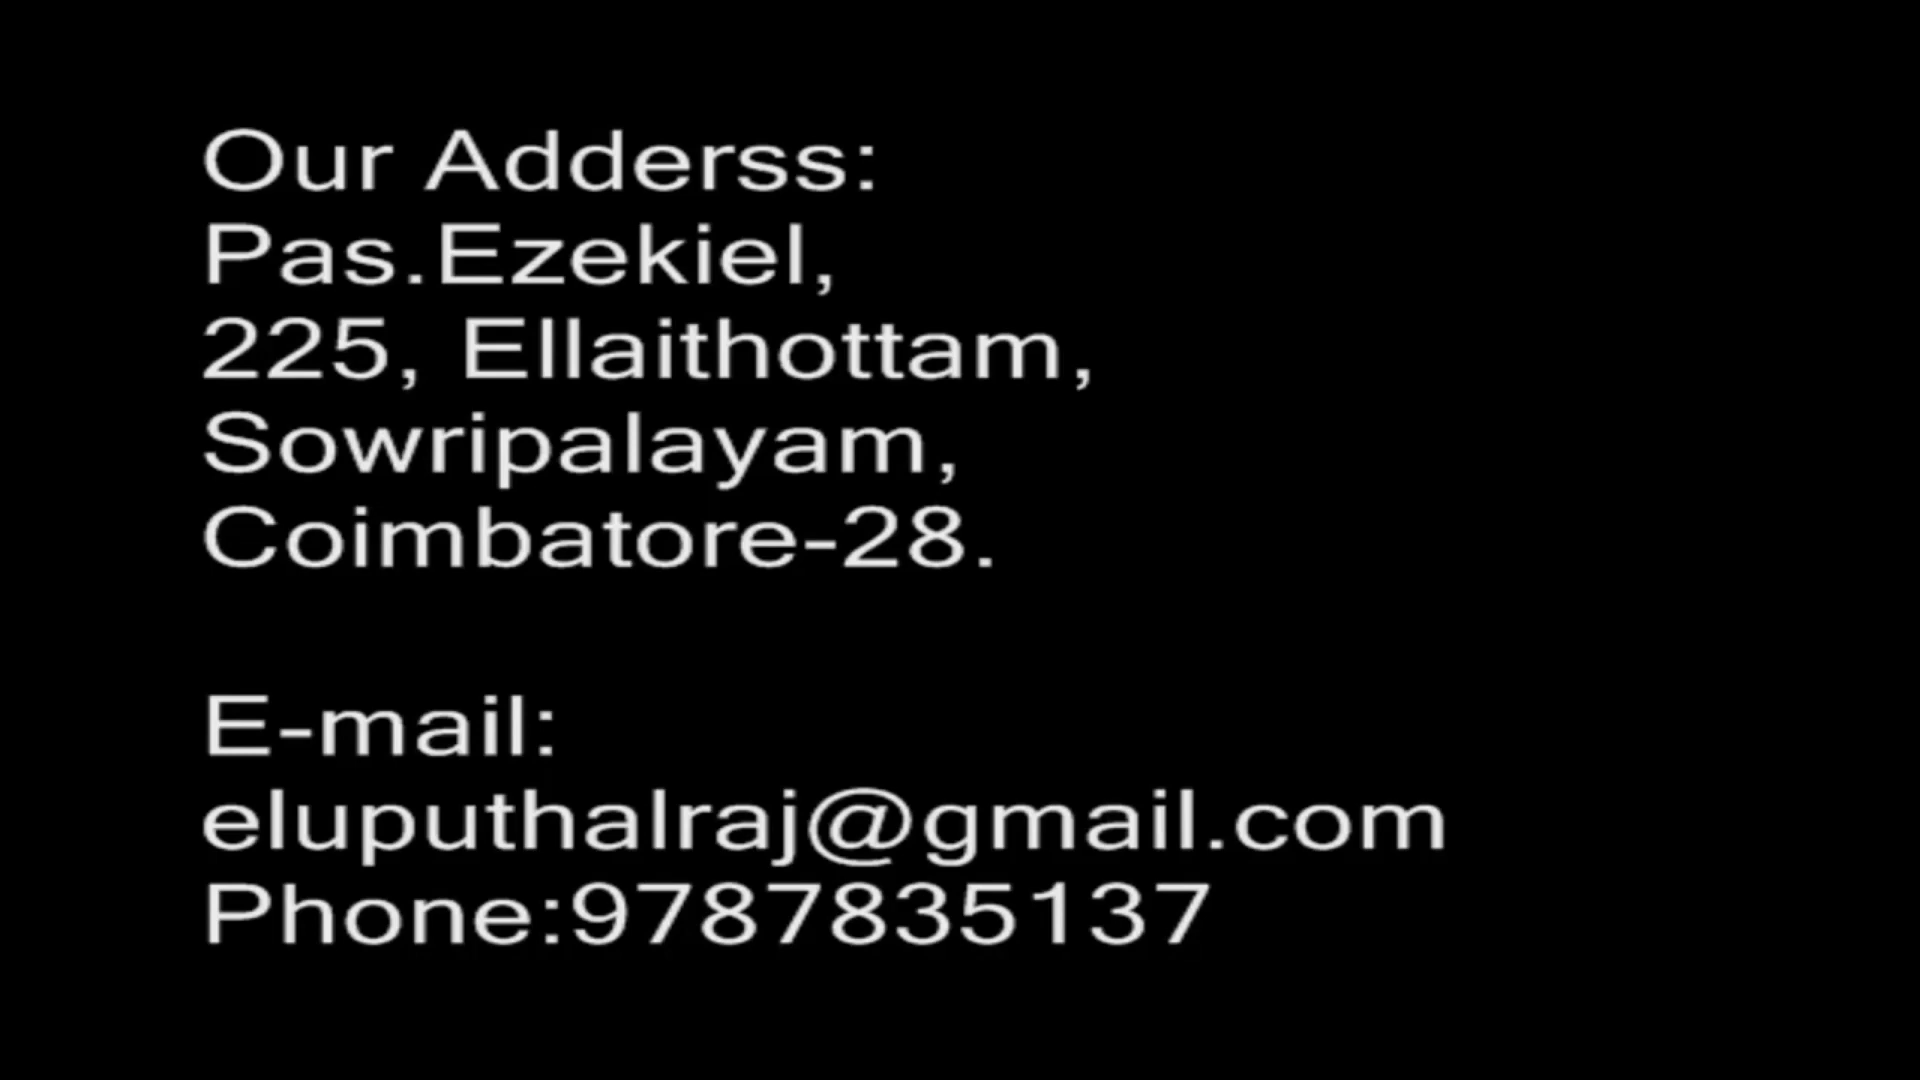 Our Adderss:
Pas.Ezekiel,
225, Ellaithottam,
Sowripalayam,
Coimbatore-28.
E-mail:
eluputhalraj@gmail.com
Phone:9787835137